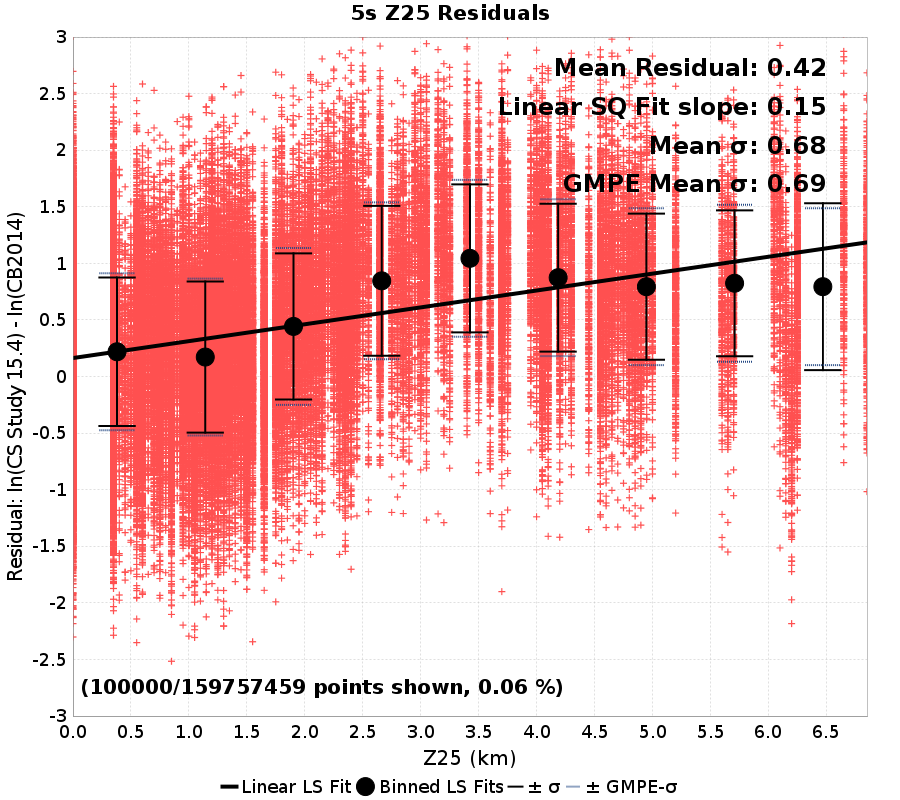 5s Z25 Residuals
Mean Residual: 0.42
Linear SQ Fit slope: 0.15
Mean σ: 0.68
GMPE Mean σ: 0.69
Residual: ln(CS Study 15.4) - ln(CB2014)
3
2.5
2
1.5
1
0.5
0
-0.5
-1
-1.5
-2
-2.5
-3
(100000/159757459 points shown, 0.06 %)
0.0 0.5 1.0 1.5 2.0 2.5 3.0 3.5 4.0 4.5 5.0 5.5 6.0 6.5
Z25 (km)
Linear LS Fit Binned LS Fits ± σ ± GMPE-σ